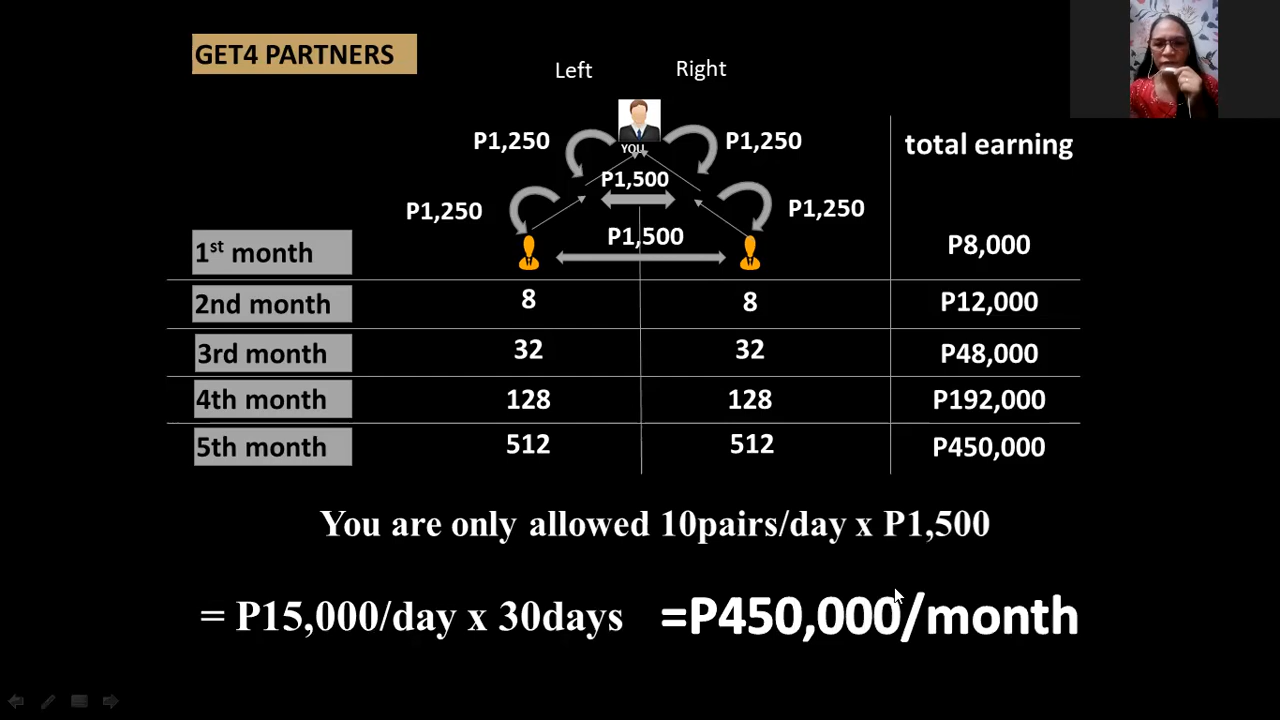 GET4 PARTNERS
Left
Right
P1,250
P1,250
YOU
total earning
P1,500
P1,250
P1,250
P1,500
1st month
P8,000
2nd month
8
8
P12,000
3rd month
32
32
P48,000
4th month
128
128
P192,000
5th month
512
512
P450,000
You are only allowed 10pairs/day x P1,500
= P15,000/day x 30days
=P450,000/month